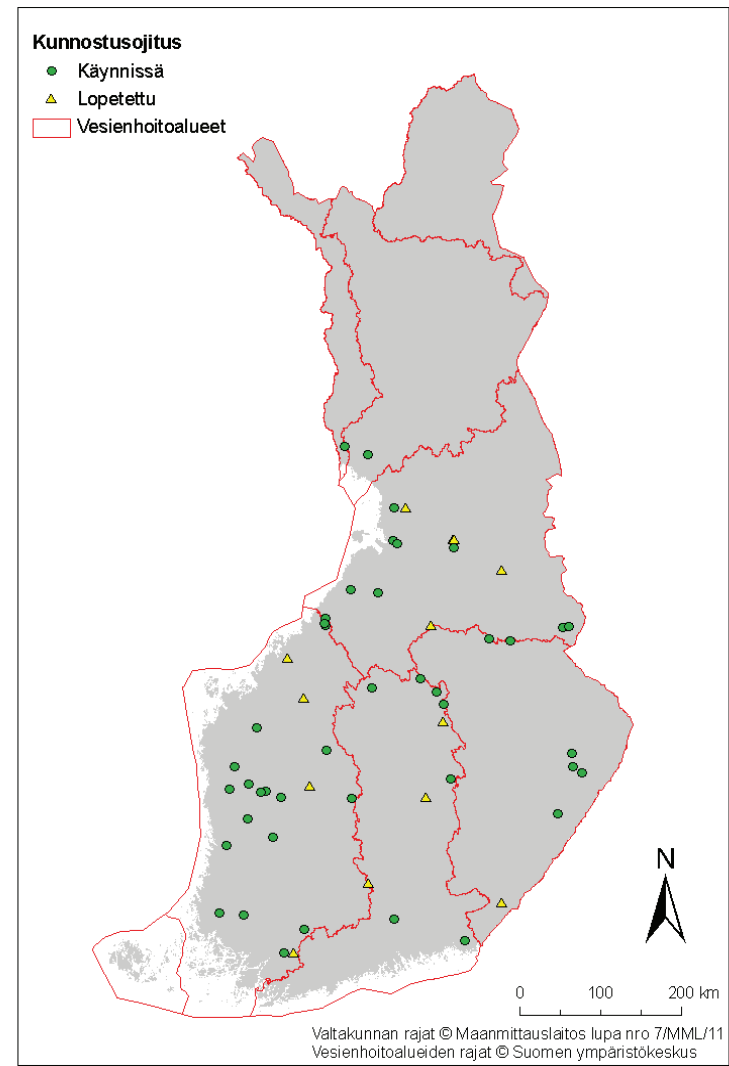 Kunnostusojitus
Käynnissä
Lopetettu
Vesienhoitoalueet
N
0 100 200 km
Valtakunnan rajat © Maanmittauslaitos lupa nro 7/MML/11
Vesienhoitoalueiden rajat © Suomen ympäristökeskus